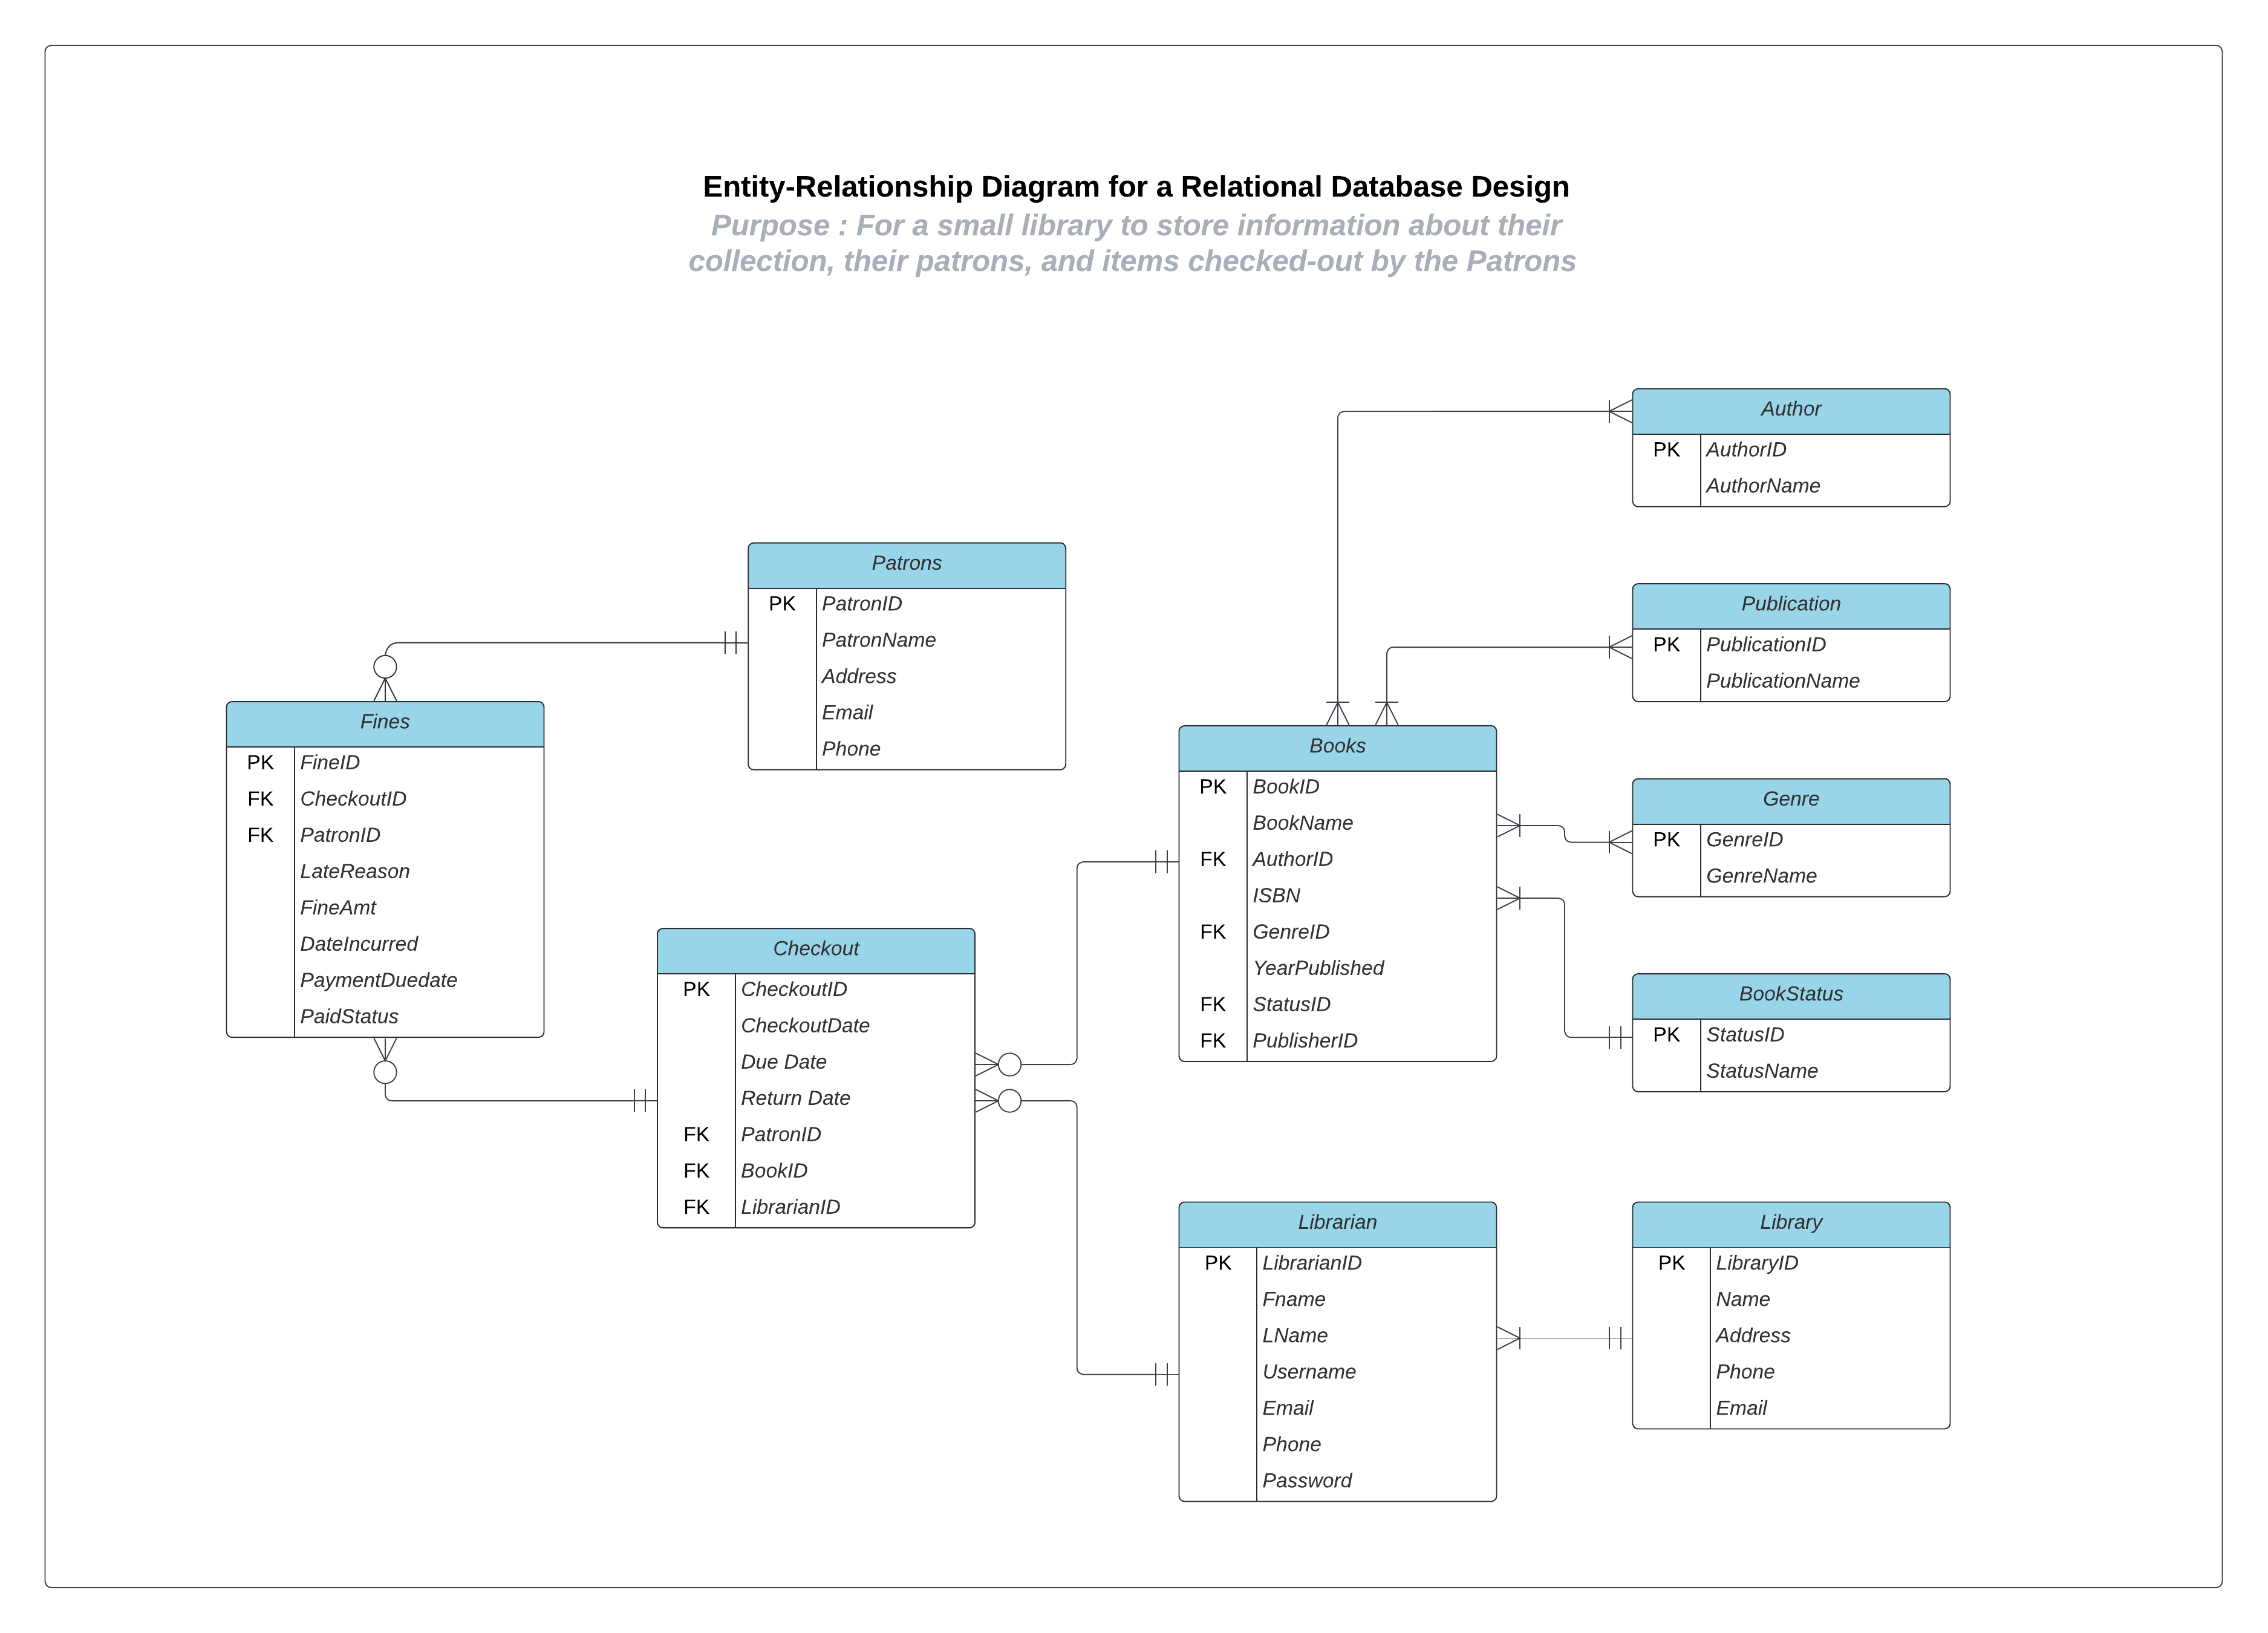 Entity-Relationship Diagram for a Relational Database Design
Purpose : For a small library to store information about their
collection, their patrons, and items checked-out by the Patrons
Author
PK AuthorID
AuthorName
Patrons
PK PatronID
PatronName
Address
Email
Phone
Publication
PK PublicationID
PublicationName
Fines
PK FineID
FK CheckoutID
FK PatronID
LateReason
FineAmt
DateIncurred
PaymentDuedate
PaidStatus
Books
PK BookID
BookName
FK AuthorID
ISBN
FK GenreID
YearPublished
FK StatusID
FK PublisherID
Genre
PK GenreID
GenreName
Checkout
PK CheckoutID
CheckoutDate
Due Date
Return Date
FK PatronID
FK BookID
FK LibrarianID
BookStatus
PK StatusID
StatusName
Librarian
PK LibrarianID
Fname
LName
Username
Email
Phone
Password
Library
PK LibraryID
Name
Address
Phone
Email